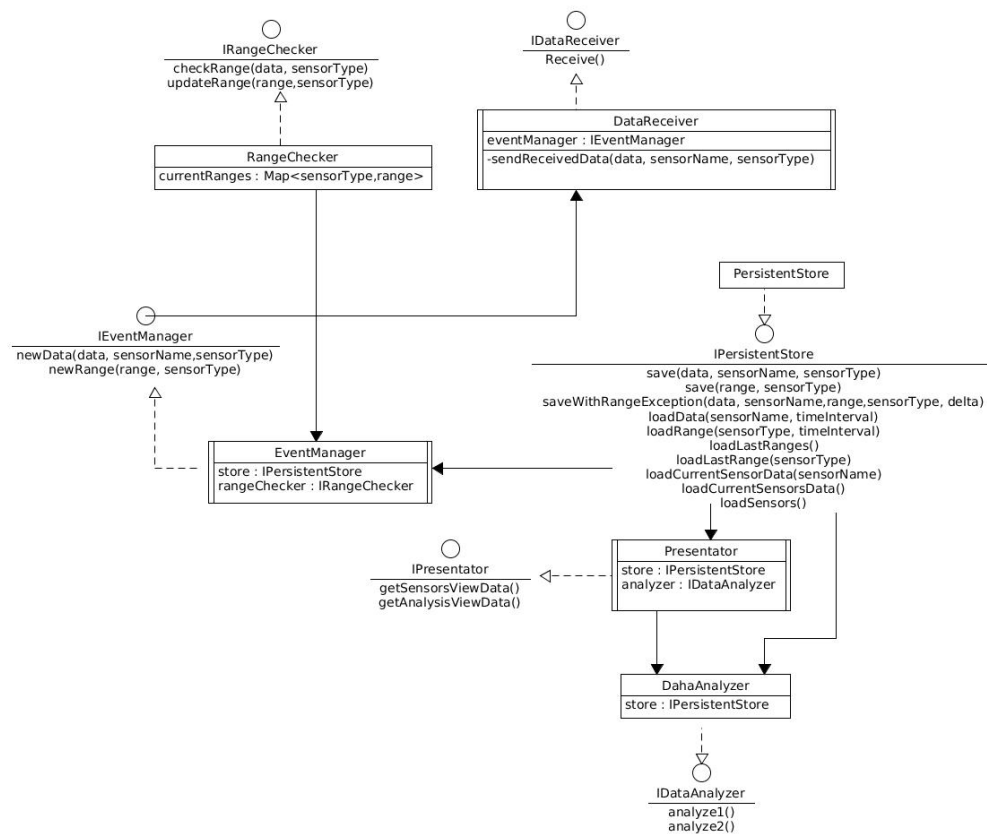 IRangeChecker
checkRange(data, sensorType)
updateRange(range,sensorType)
IDataReceiver
Receive()
DataReceiver
eventManager : IEventManager
-sendReceivedData(data, sensorName, sensorType)
RangeChecker
currentRanges : Map<sensorType,range>
PersistentStore
IEventManager
newData(data, sensorName,sensorType)
newRange(range, sensorType)
IPersistentStore
save(data, sensorName, sensorType)
save(range, sensorType)
saveWithRangeException(data, sensorName,range,sensorType, delta)
loadData(sensorName, timeInterval)
loadRange(sensorType, timeInterval)
loadLastRanges()
loadLastRange(sensorType)
loadCurrentSensorData(sensorName)
loadCurrentSensorsData()
loadSensors()
EventManager
store : IPersistentStore
rangeChecker : IRangeChecker
Presentator
store : IPersistentStore
analyzer : IDataAnalyzer
IPresentator
getSensorsViewData()
getAnalysisViewData()
DahaAnalyzer
store : IPersistentStore
IDataAnalyzer
analyze1()
analyze2()